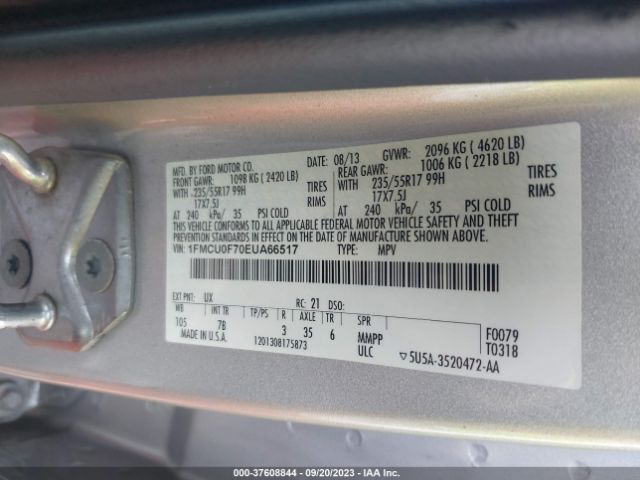 MFD. BY FORD MOTOR CO.
DATE: 08/13 GVWR: 2096 KG ( 4620 LB)
FRONT GAWR: 1098 KG ( 2420 LB) REAR GAWR: 1006 KG ( 2218 LB)
WITH 235/55R17 99H TIRES WITH 235/55R17 99H TIRES
17X7.5J RIMS 17X7.5J RIMS
AT 240 kPa/ 35 PSI COLD AT 240 kPa/ 35 PSI COLD
THIS VEHICLE CONFORMS TO ALL APPLICABLE FEDERAL MOTOR VEHICLE SAFETY AND THEFT
PREVENTION STANDARDS IN EFFECT ON THE DATE OF MANUFACTURE SHOWN ABOVE.
VIN: 1FMCU0F70EUA66517 TYPE: MPV
EXT PNT: UX RC: 21 DSO:
WB INT TR TP/PS R AXLE TR SPR F0079
105 7B 3 35 6 MMPP T0318
MADE IN U.S.A. 1201308175873 ULC ▽5U5A-3520472-AA
000-37608844 / 09/20/2023 / IAA Inc.